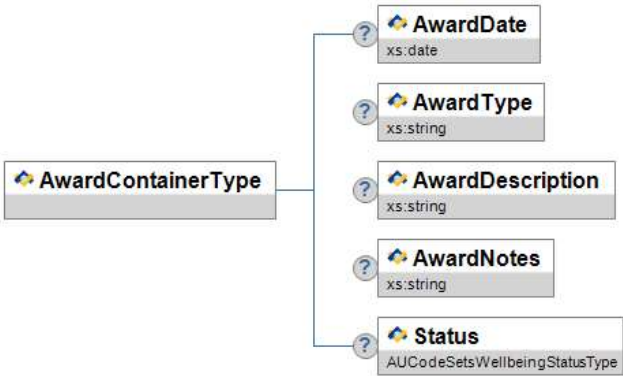 ?
AwardDate
xs:date
?
AwardType
xs:string
AwardContainerType
?
AwardDescription
xs:string
?
AwardNotes
xs:string
?
Status
AUCodeSetsWellbeingStatusType